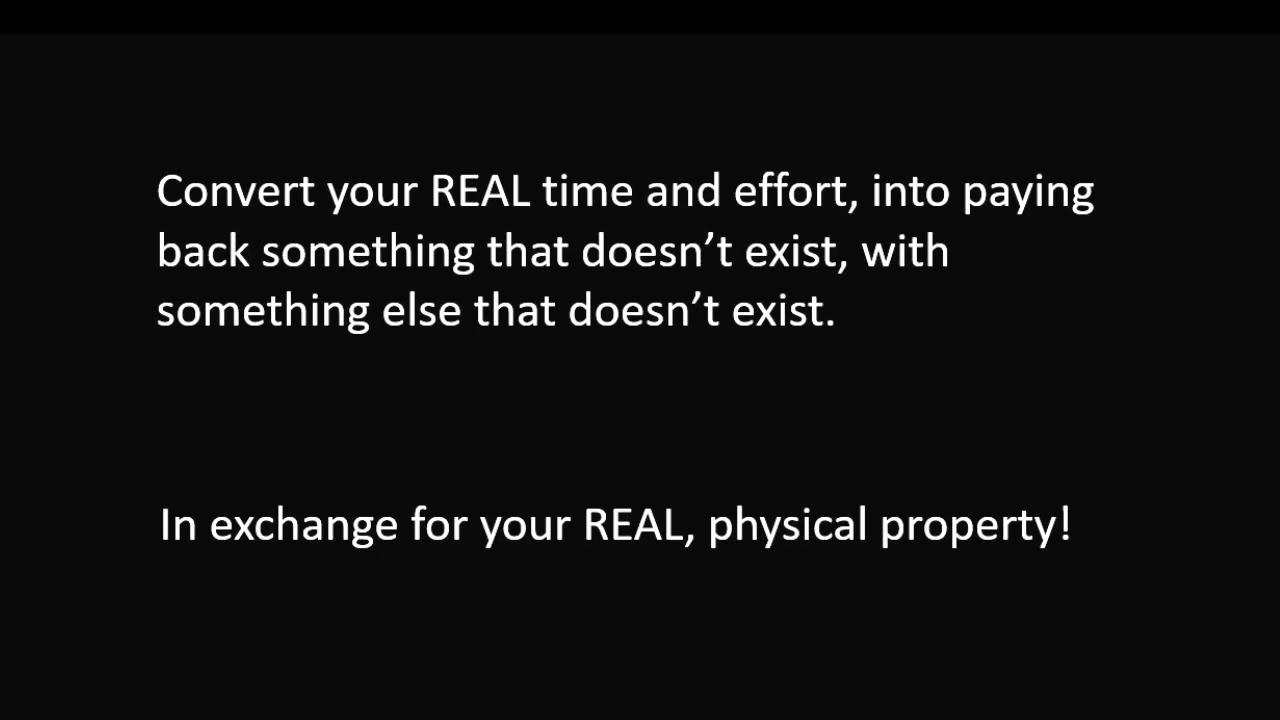 Convert your REAL time and effort, into paying
back something that doesn’t exist, with
something else that doesn’t exist.
In exchange for your REAL, physical property!